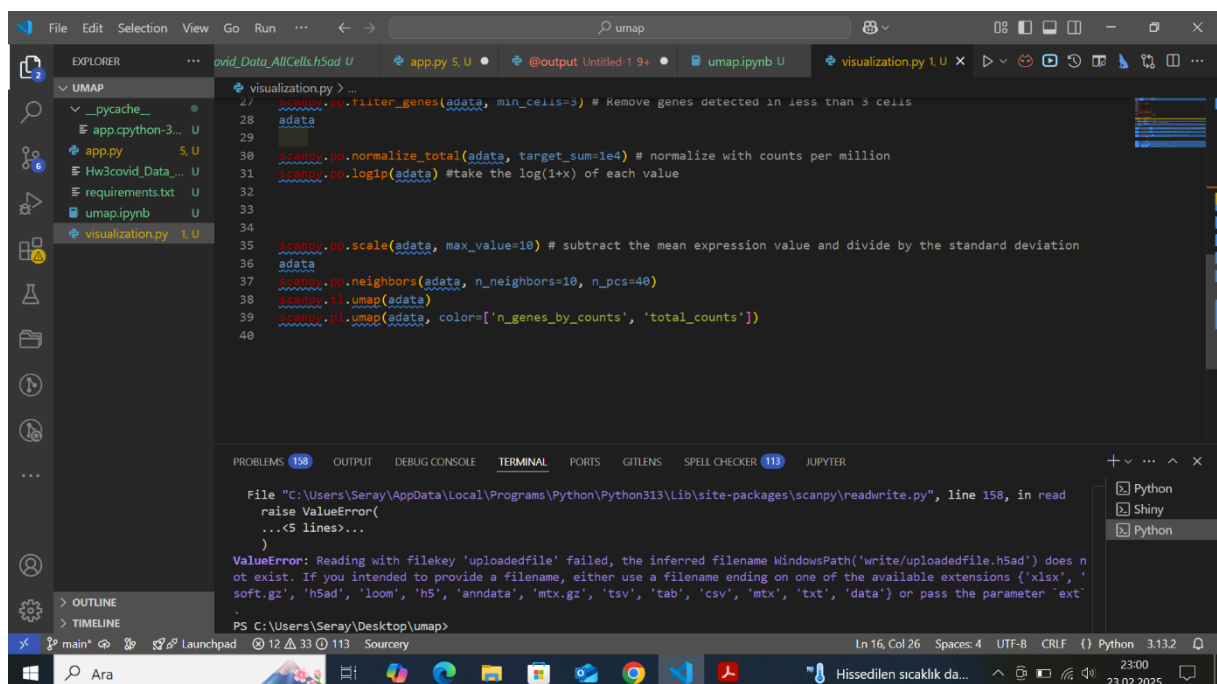 File Edit Selection View Go Run ··· umap
EXPLORER ···
ovid_Data_AllCells.h5ad U
app.py 5, U
@output Untitled-1 9+
umap.ipynb U
visualization.py 1, U
UMAP
__pycache__
app.cpython-3... U
app.py 5, U
Hw3covid_Data_... U
requirements.txt U
umap.ipynb U
visualization.py 1, U
OUTLINE
TIMELINE
visualization.py > ...
27 scanpy.pp.filter_genes(adata, min_cells=3) # Remove genes detected in less than 3 cells
28 adata
29
30 scanpy.pp.normalize_total(adata, target_sum=1e4) # normalize with counts per million
31 scanpy.pp.log1p(adata) #take the log(1+x) of each value
32
33
34
35 scanpy.pp.scale(adata, max_value=10) # subtract the mean expression value and divide by the standard deviation
36 adata
37 scanpy.pp.neighbors(adata, n_neighbors=10, n_pcs=40)
38 scanpy.tl.umap(adata)
39 scanpy.pl.umap(adata, color=['n_genes_by_counts', 'total_counts'])
40
PROBLEMS 158 OUTPUT DEBUG CONSOLE TERMINAL PORTS GITLENS SPELL CHECKER 113 JUPYTER
File "C:\Users\Seray\AppData\Local\Programs\Python\Python313\Lib\site-packages\scanpy\readwrite.py", line 158, in read
raise ValueError(
...<5 lines>...
)
ValueError: Reading with filekey 'uploadedfile' failed, the inferred filename WindowsPath('write/uploadedfile.h5ad') does n
ot exist. If you intended to provide a filename, either use a filename ending on one of the available extensions {'xlsx', '
soft.gz', 'h5ad', 'loom', 'h5', 'anndata', 'mtx.gz', 'tsv', 'tab', 'csv', 'mtx', 'txt', 'data'} or pass the parameter `ext`
.
PS C:\Users\Seray\Desktop\umap>
Python
Shiny
Python
main* Launchpad 12 33 113 Sourcery Ln 16, Col 26 Spaces: 4 UTF-8 CRLF {} Python 3.13.2
Ara
Hissedilen sıcaklık da...
23:00
23.02.2025